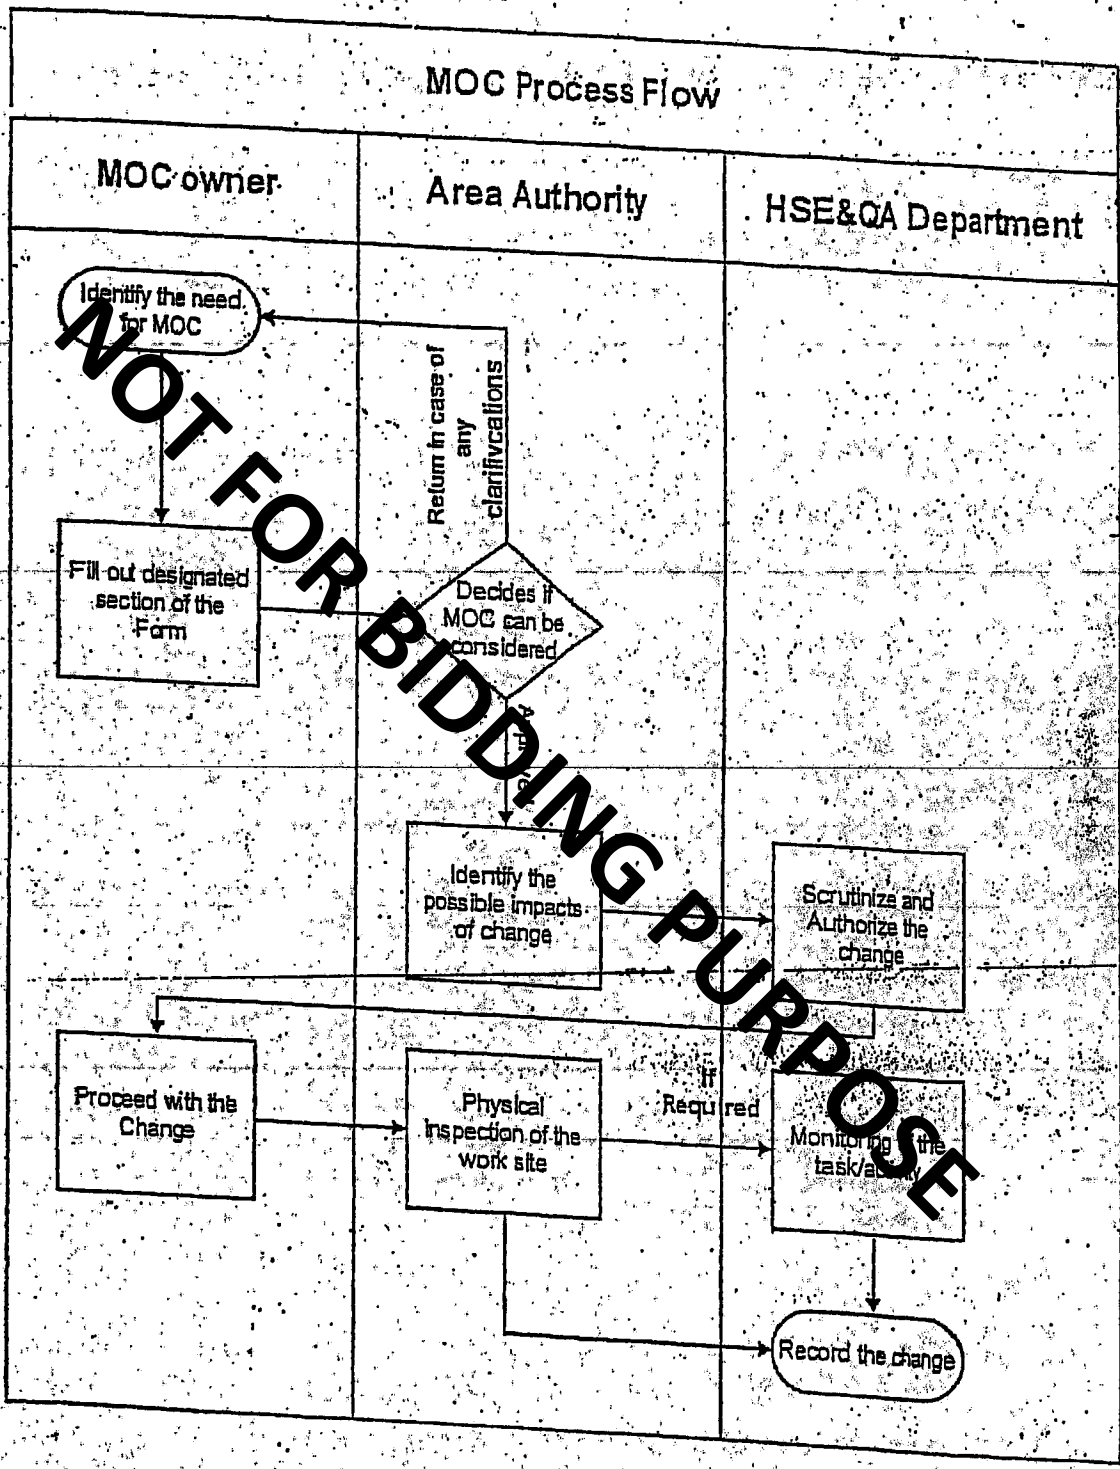 MOC Process Flow
MOC owner
Area Authority
HSE&QA Department
Identify the need
for MOC
Return in case of
any
clarifivcations
Fill out designated
section of the
Form
Decides if
MOC can be
considered
Identify the
possible impacts
of change
Scrutinize and
Authorize the
change
Proceed with the
Change
Physical
Inspection of the
work site
If
Required
Monitoring the
Record the change
NOT FOR BIDDING PURPOSE